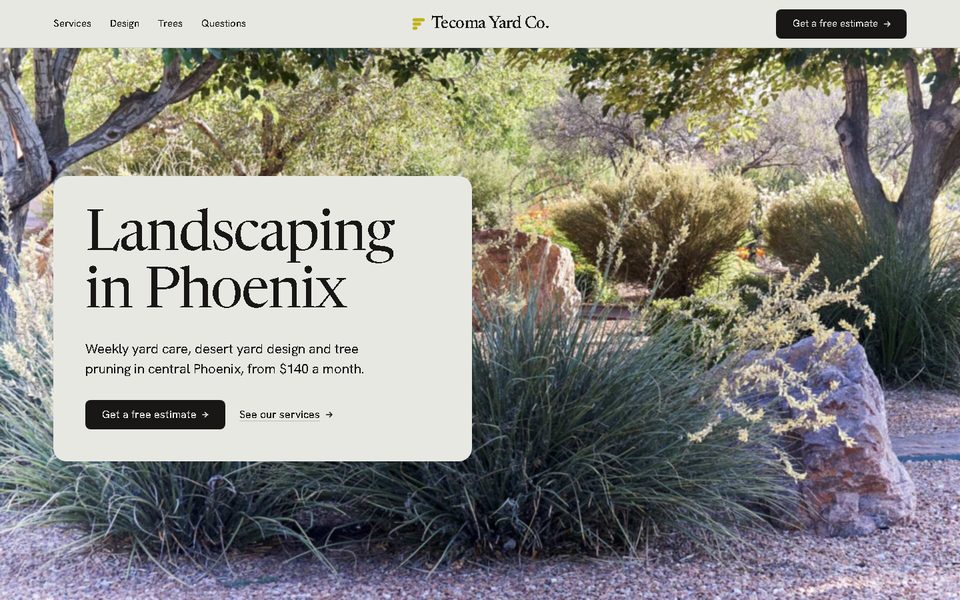 Services Design Trees Questions
Tecoma Yard Co.
Get a free estimate →
Landscaping
in Phoenix
Weekly yard care, desert yard design and tree
pruning in central Phoenix, from $140 a month.
Get a free estimate →
See our services →